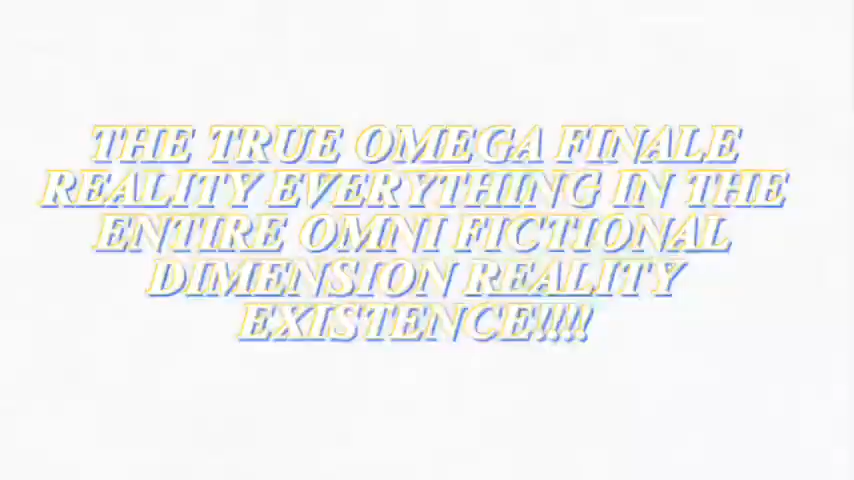 THE TRUE OMEGA FINALE
REALITY EVERYTHING IN THE
ENTIRE OMNI FICTIONAL
DIMENSION REALITY
EXISTENCE!!!!